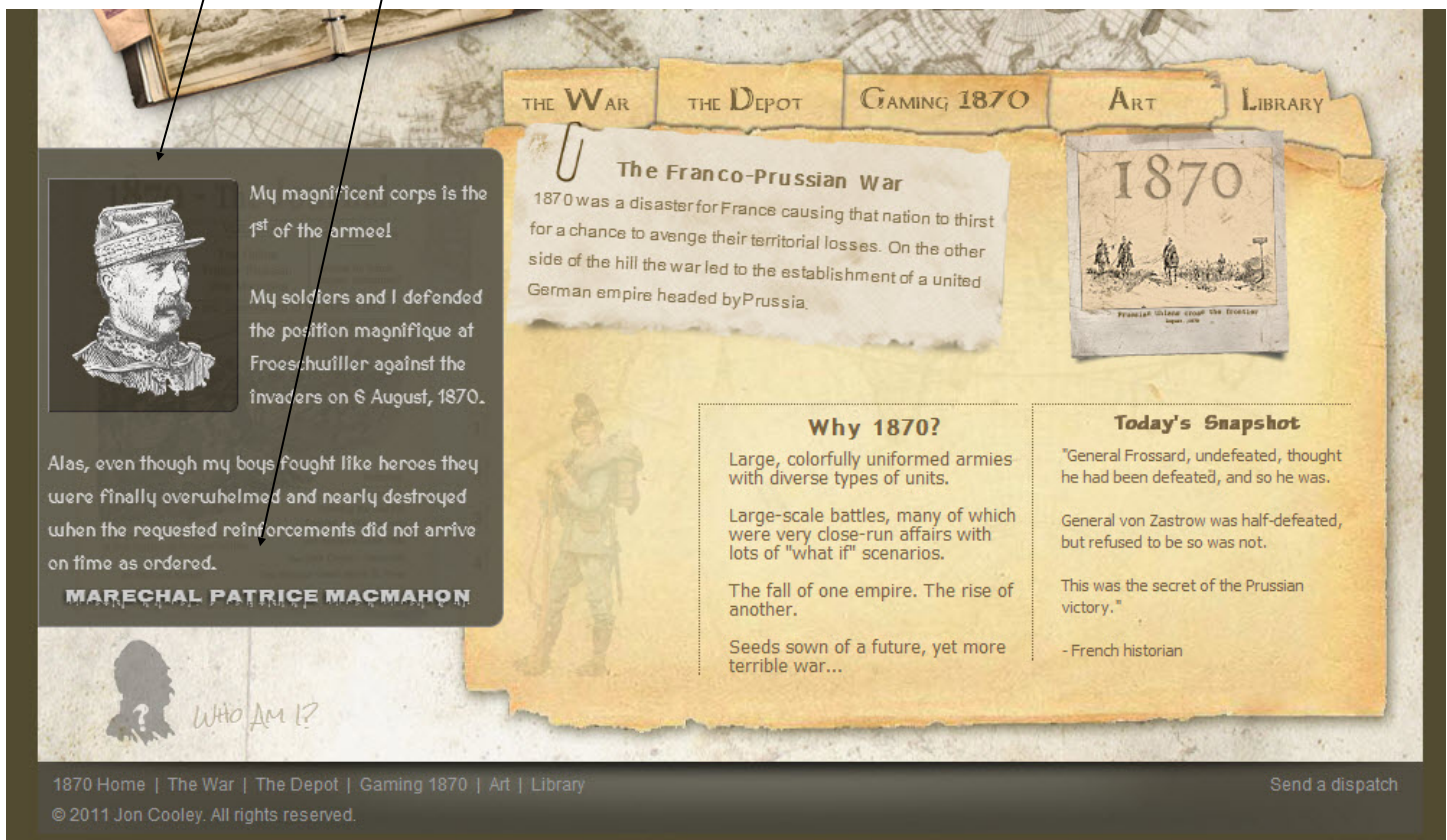 THE WAR
THE DEPOT
GAMING 1870
ART
LIBRARY
My magnificent corps is the
1st of the armee!
My soldiers and I defended
the position magnifique at
Froeschwiller against the
invaders on 6 August, 1870.
Alas, even though my boys fought like heroes they
were finally overwhelmed and nearly destroyed
when the requested reinforcements did not arrive
on time as ordered.
MARECHAL PATRICE MACMAHON
WHO AM I?
The Franco-Prussian War
1870 was a disaster for France causing that nation to thirst
for a chance to avenge their territorial losses. On the other
side of the hill the war led to the establishment of a united
German empire headed by Prussia.
1870
Prussian Uhlans cross the frontier
Why 1870?
Large, colorfully uniformed armies
with diverse types of units.
Large-scale battles, many of which
were very close-run affairs with
lots of "what if" scenarios.
The fall of one empire. The rise of
another.
Seeds sown of a future, yet more
terrible war...
Today's Snapshot
"General Frossard, undefeated, thought
he had been defeated, and so he was.
General von Zastrow was half-defeated,
but refused to be so was not.
This was the secret of the Prussian
victory."
- French historian
1870 Home | The War | The Depot | Gaming 1870 | Art | Library
Send a dispatch
© 2011 Jon Cooley. All rights reserved.